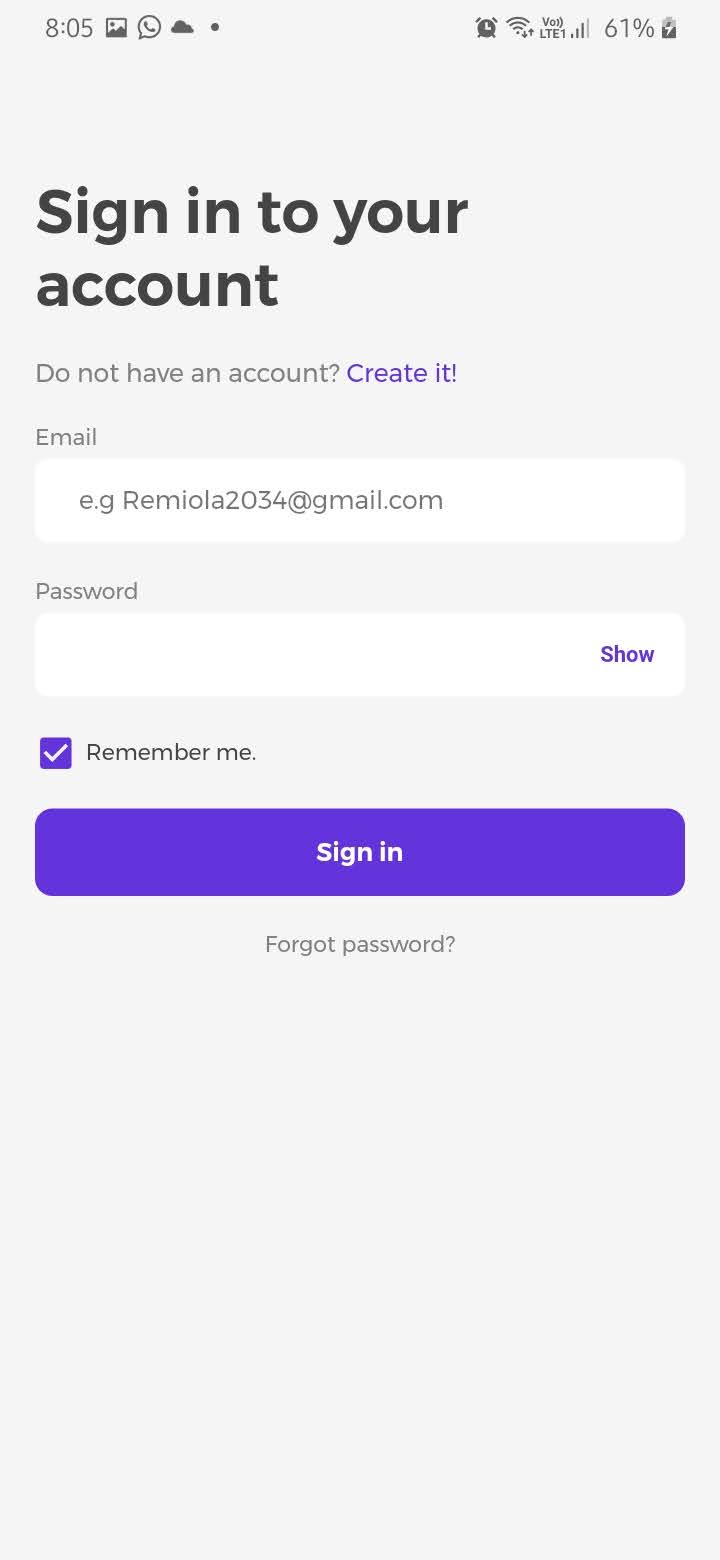 8:05 Vo)) LTE1 61%
Sign in to your
account
Do not have an account? Create it!
Email
e.g Remiola2034@gmail.com
Password
Show
Remember me.
Sign in
Forgot password?